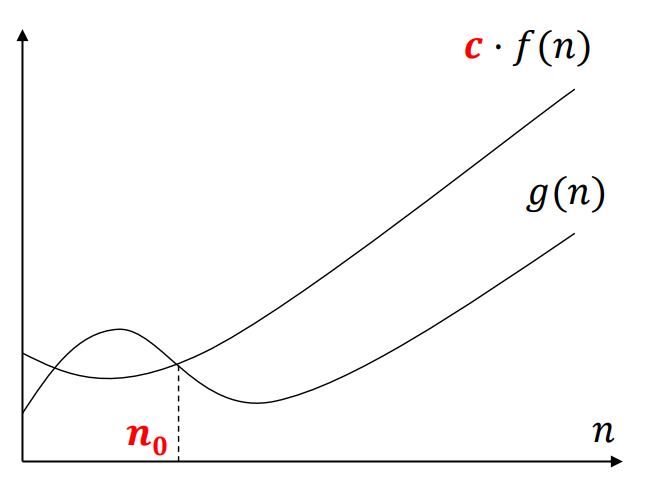 c · f(n)
g(n)
n₀
n